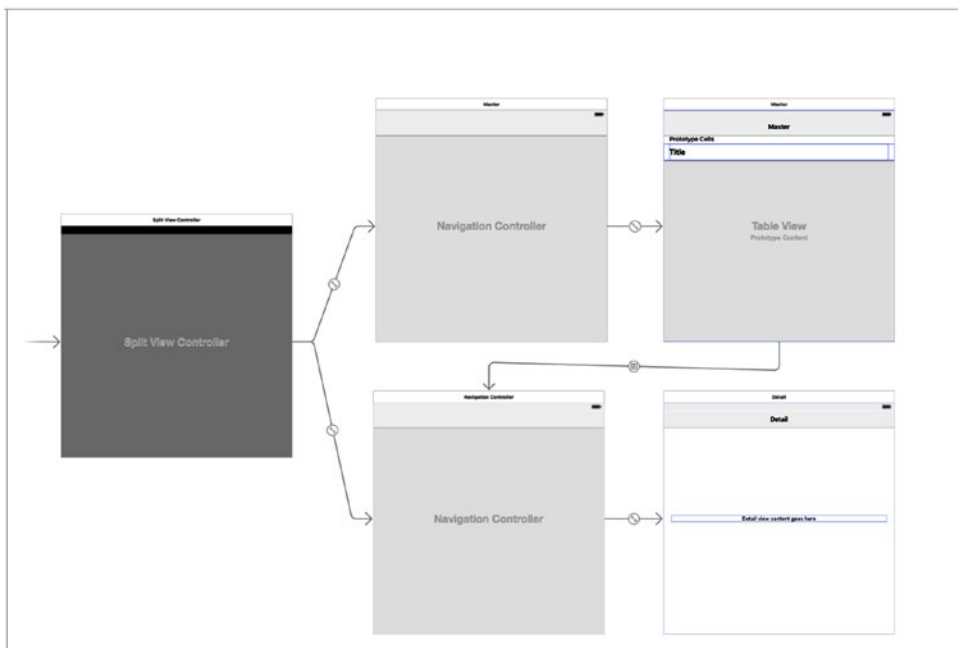 Master
Navigation Controller
Master
Master
Prototype Cells
Title
Table View
Prototype Content
Split View Controller
Split View Controller
Navigation Controller
Navigation Controller
Detail
Detail
Detail view content goes here